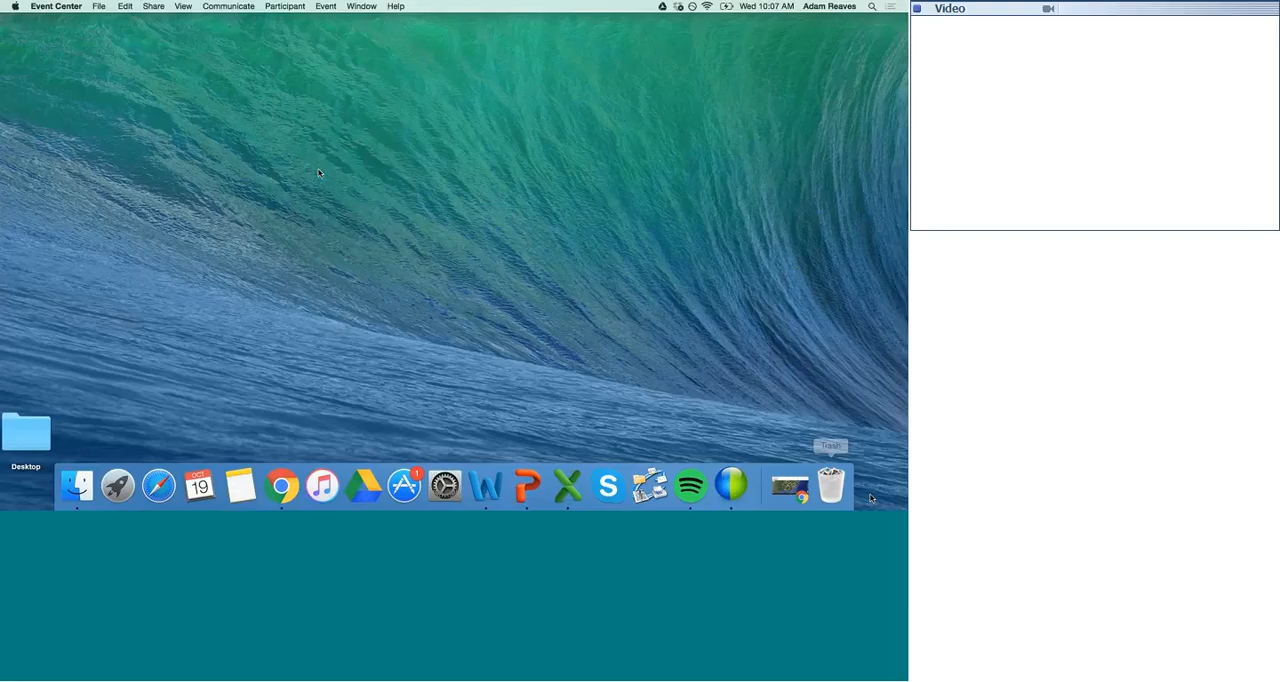 Event Center File Edit Share View Communicate Participant Event Window Help Wed 10:07 AM Adam Reaves
Video
Desktop
Trash
OCT
19
1
W P X S